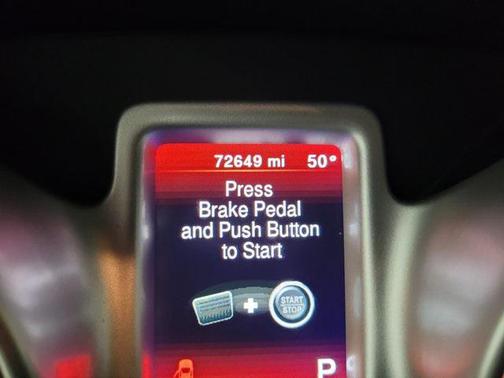 72649 mi 50°
Press
Brake Pedal
and Push Button
to Start
START
STOP
P